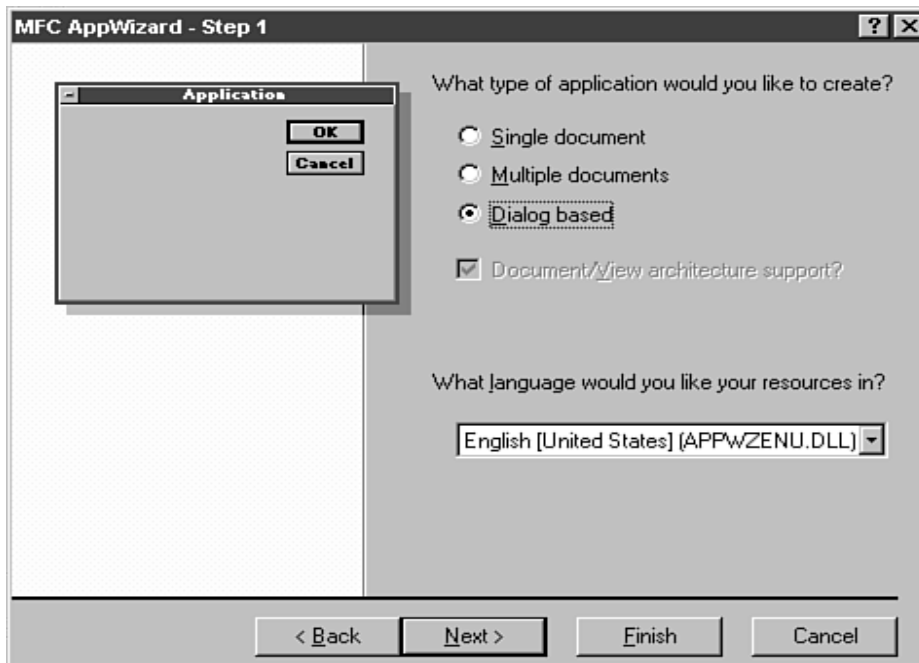 MFC AppWizard - Step 1
Application
OK
Cancel
What type of application would you like to create?
Single document
Multiple documents
Dialog based
Document/View architecture support?
What language would you like your resources in?
English [United States] (APPWZENU.DLL)
< Back Next > Finish Cancel